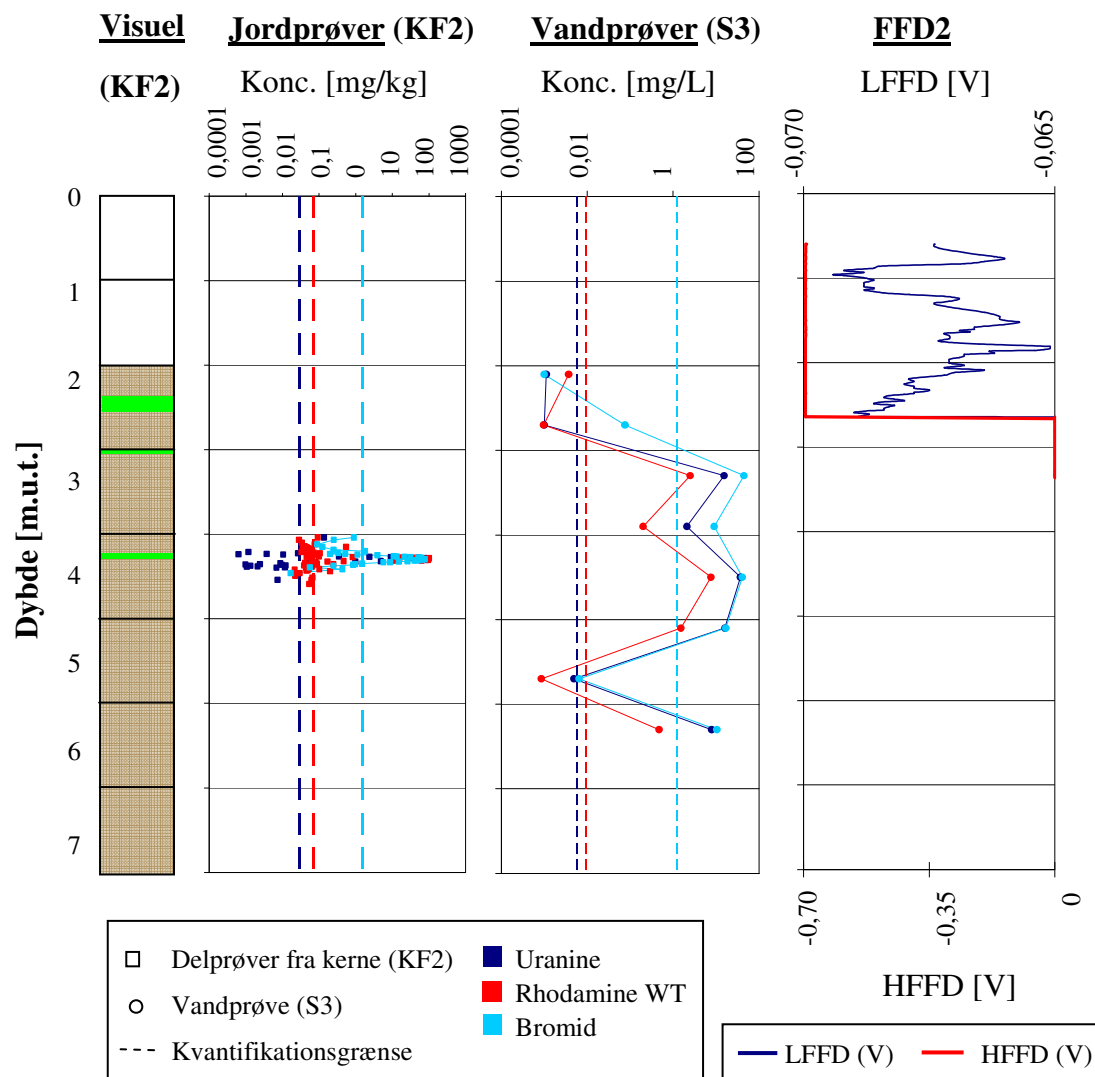 Visuel
(KF2)
Jordprøver (KF2)
Konc. [mg/kg]
Vandprøver (S3)
Konc. [mg/L]
FFD2
LFFD [V]
0,0001
0,001
0,01
0,1
0
10
100
1000
0,0001
0,01
1
100
-0,070
-0,065
Dybde [m.u.t.]
0
1
2
3
4
5
6
7
-0,70
-0,35
0
HFFD [V]
Delprøver fra kerne (KF2)
Vandprøve (S3)
Kvantifikationsgrænse
Uranine
Rhodamine WT
Bromid
LFFD (V)
HFFD (V)